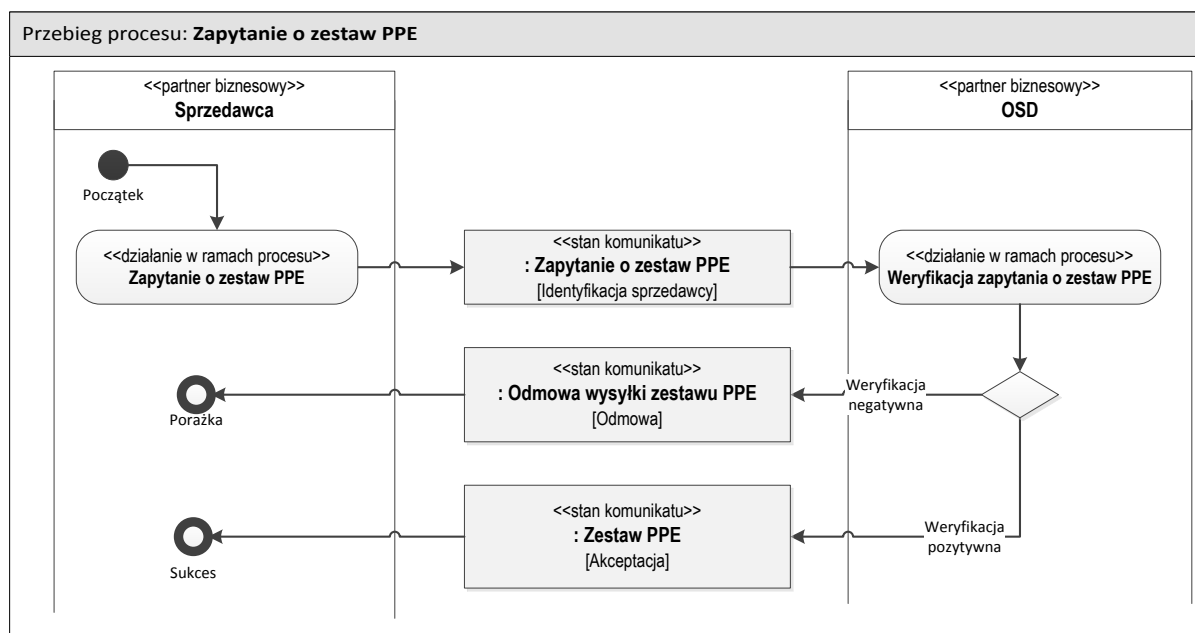 Przebieg procesu: Zapytanie o zestaw PPE
<<partner biznesowy>>
Sprzedawca
<<partner biznesowy>>
OSD
Początek
<<działanie w ramach procesu>>
Zapytanie o zestaw PPE
<<stan komunikatu>>
: Zapytanie o zestaw PPE
[Identyfikacja sprzedawcy]
<<działanie w ramach procesu>>
Weryfikacja zapytania o zestaw PPE
Porażka
<<stan komunikatu>>
: Odmowa wysyłki zestawu PPE
[Odmowa]
Weryfikacja
negatywna
Sukces
<<stan komunikatu>>
: Zestaw PPE
[Akceptacja]
Weryfikacja
pozytywna